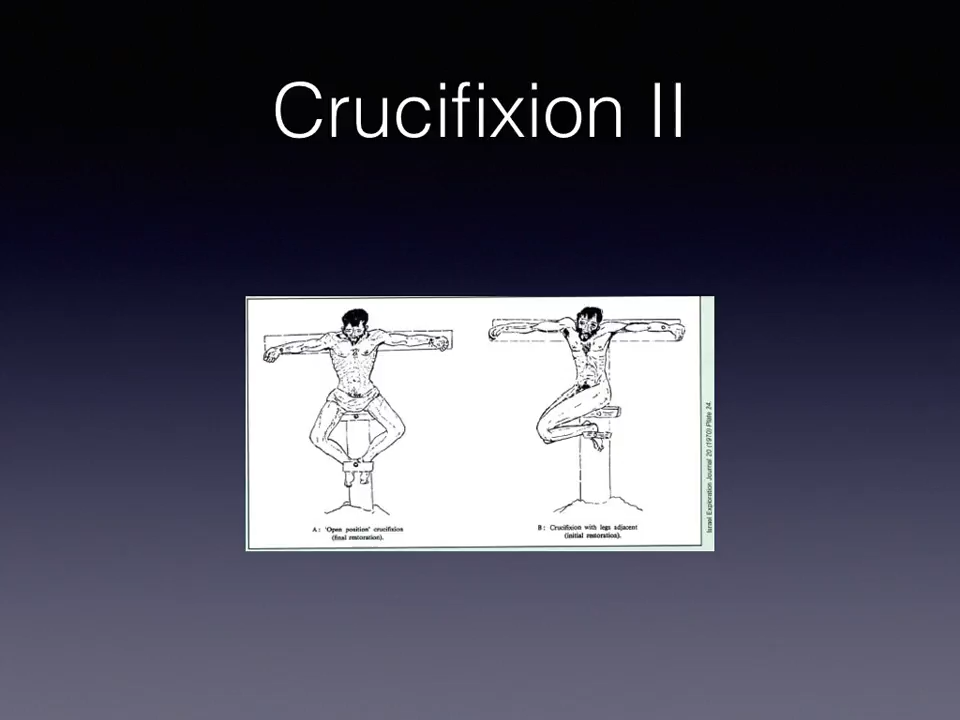 Crucifixion II
A: 'Open position' crucifixion
(final restoration).
B: Crucifixion with legs adjacent
(initial restoration).
Israel Exploration Journal 20 (1970) Plate 24.